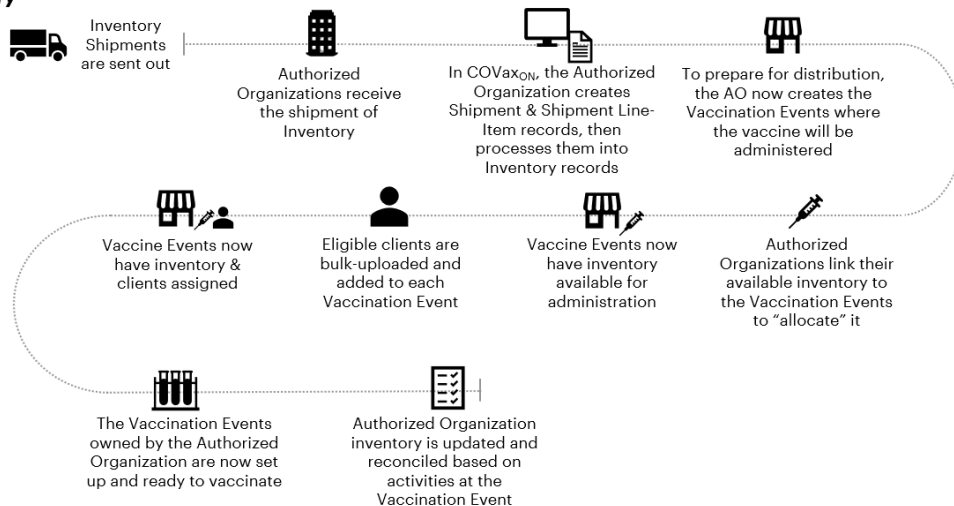 Inventory
Shipments
are sent out
Authorized
Organizations receive
the shipment of
Inventory
In COVaxON, the Authorized
Organization creates
Shipment & Shipment Line-
Item records, then
processes them into
Inventory records
To prepare for distribution,
the AO now creates the
Vaccination Events where
the vaccine will be
administered
Authorized
Organizations link their
available inventory to
the Vaccination Events
to “allocate” it
Vaccine Events now
have inventory
available for
administration
Eligible clients are
bulk-uploaded and
added to each
Vaccination Event
Vaccine Events now
have inventory &
clients assigned
The Vaccination Events
owned by the Authorized
Organization are now set
up and ready to vaccinate
Authorized Organization
inventory is updated and
reconciled based on
activities at the
Vaccination Event